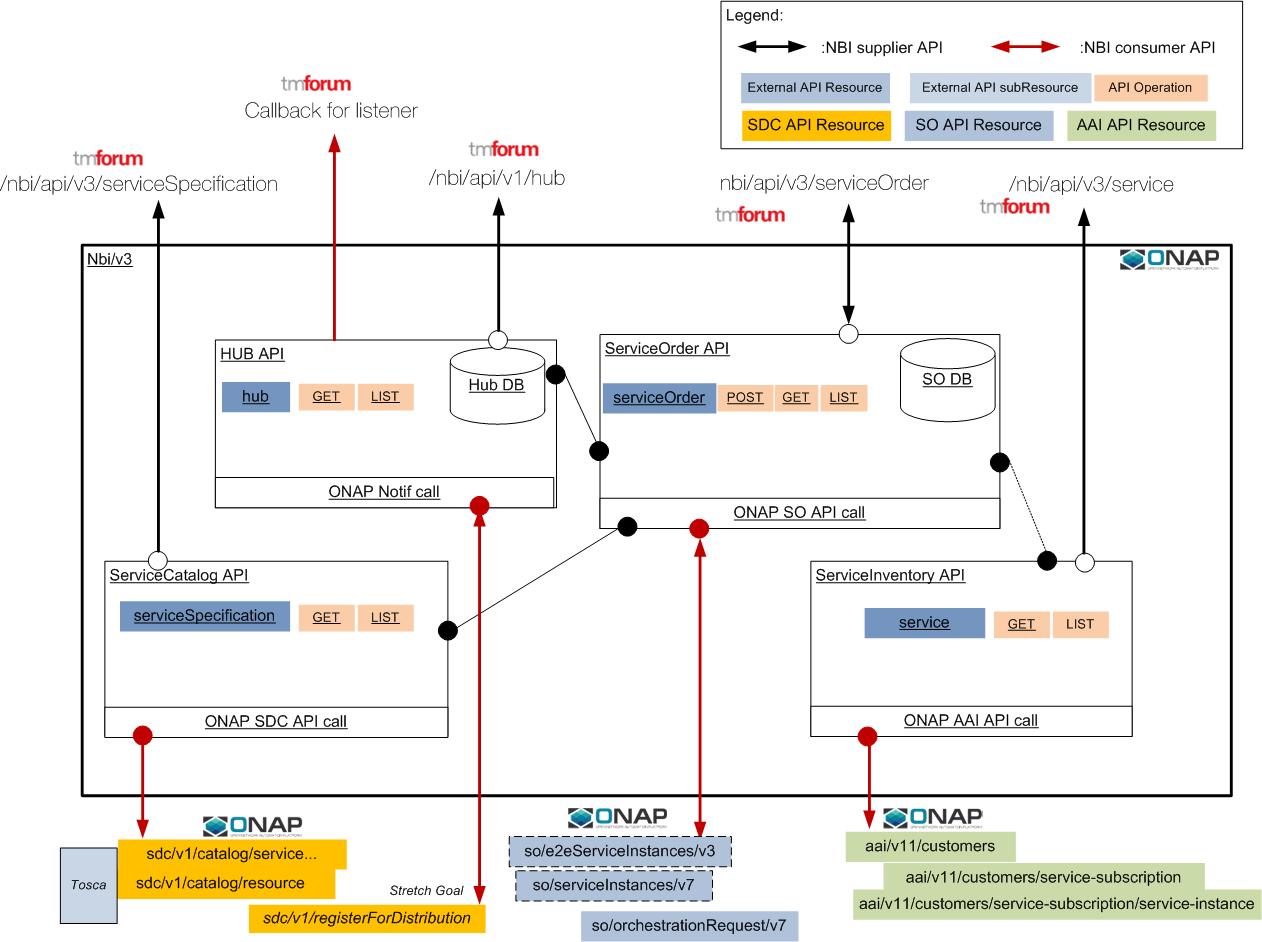 Legend:
:NBI supplier API
:NBI consumer API
External API Resource
External API subResource
API Operation
SDC API Resource
SO API Resource
AAI API Resource
tmforum
Callback for listener
tmforum
/nbi/api/v3/serviceSpecification
tmforum
/nbi/api/v1/hub
nbi/api/v3/serviceOrder
tmforum
/nbi/api/v3/service
tmforum
Nbi/v3
ONAP
HUB API
hub
GET
LIST
Hub DB
ONAP Notif call
ServiceOrder API
serviceOrder
POST
GET
LIST
SO DB
ONAP SO API call
ServiceCatalog API
serviceSpecification
GET
LIST
ONAP SDC API call
ServiceInventory API
service
GET
LIST
ONAP AAI API call
ONAP
Tosca
sdc/v1/catalog/service...
sdc/v1/catalog/resource
Stretch Goal
sdc/v1/registerForDistribution
ONAP
so/e2eServiceInstances/v3
so/serviceInstances/v7
so/orchestrationRequest/v7
ONAP
aai/v11/customers
aai/v11/customers/service-subscription
aai/v11/customers/service-subscription/service-instance